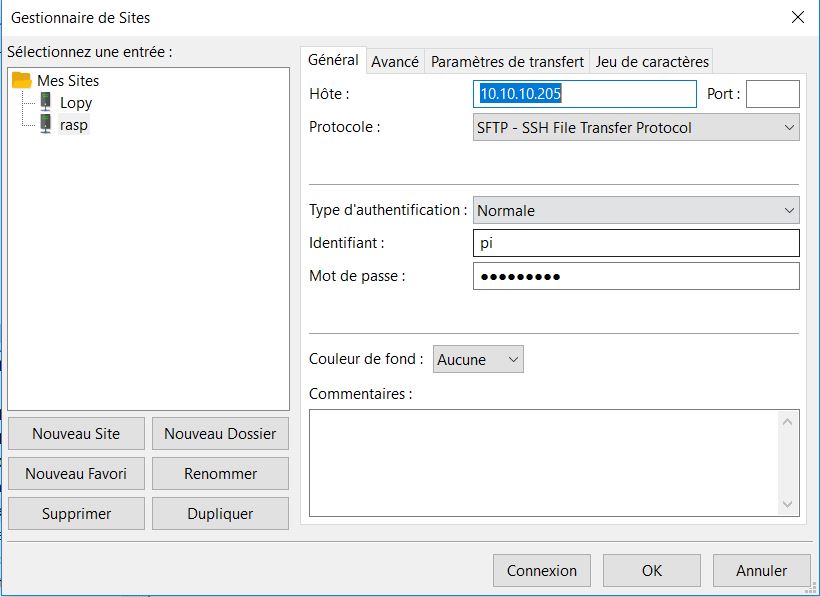 Gestionnaire de Sites
Sélectionnez une entrée :
Mes Sites
Lopy
rasp
Nouveau Site
Nouveau Dossier
Nouveau Favori
Renommer
Supprimer
Dupliquer
Général
Avancé
Paramètres de transfert
Jeu de caractères
Hôte :
10.10.10.205
Port :
Protocole :
SFTP - SSH File Transfer Protocol
Type d'authentification :
Normale
Identifiant :
pi
Mot de passe :
●●●●●●●●●
Couleur de fond :
Aucune
Commentaires :
Connexion
OK
Annuler